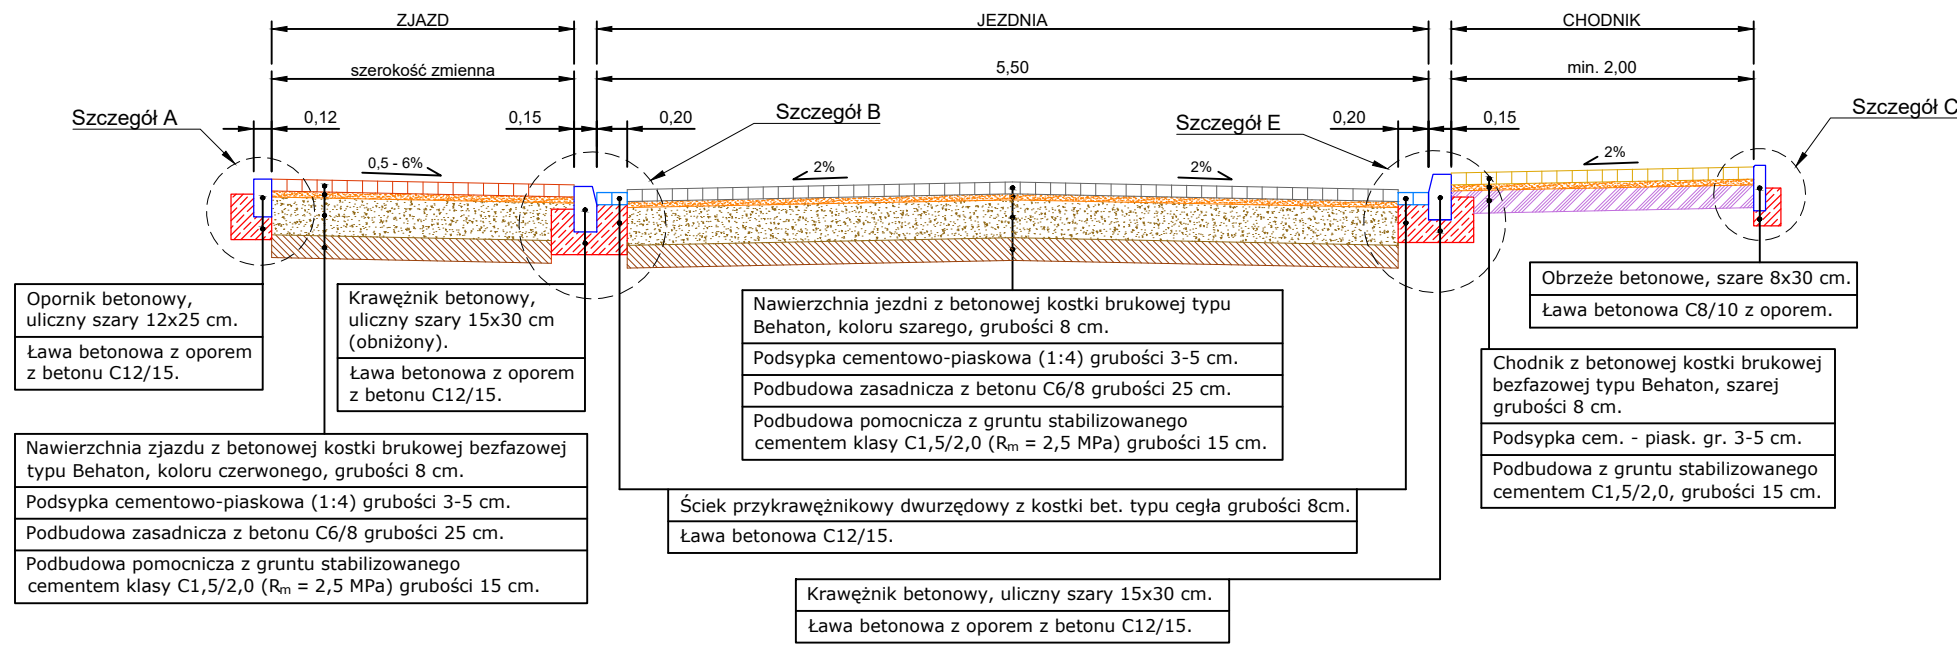 ZJAZD
JEZDNIA
CHODNIK
szerokość zmienna
5,50
min. 2,00
Szczegół A
0,12
0,15
0,20
Szczegół B
Szczegół E
0,20
0,15
Szczegół C
0,5 - 6%
2%
2%
2%
Opornik betonowy,
uliczny szary 12x25 cm.
Ława betonowa z oporem
z betonu C12/15.
Krawężnik betonowy,
uliczny szary 15x30 cm
(obniżony).
Ława betonowa z oporem
z betonu C12/15.
Nawierzchnia jezdni z betonowej kostki brukowej typu
Behaton, koloru szarego, grubości 8 cm.
Podsypka cementowo-piaskowa (1:4) grubości 3-5 cm.
Podbudowa zasadnicza z betonu C6/8 grubości 25 cm.
Podbudowa pomocnicza z gruntu stabilizowanego
cementem klasy C1,5/2,0 (Rm = 2,5 MPa) grubości 15 cm.
Obrzeże betonowe, szare 8x30 cm.
Ława betonowa C8/10 z oporem.
Chodnik z betonowej kostki brukowej
bezfazowej typu Behaton, szarej
grubości 8 cm.
Podsypka cem. - piask. gr. 3-5 cm.
Podbudowa z gruntu stabilizowanego
cementem C1,5/2,0, grubości 15 cm.
Nawierzchnia zjazdu z betonowej kostki brukowej bezfazowej
typu Behaton, koloru czerwonego, grubości 8 cm.
Podsypka cementowo-piaskowa (1:4) grubości 3-5 cm.
Podbudowa zasadnicza z betonu C6/8 grubości 25 cm.
Podbudowa pomocnicza z gruntu stabilizowanego
cementem klasy C1,5/2,0 (Rm = 2,5 MPa) grubości 15 cm.
Ściek przykrawężnikowy dwurzędowy z kostki bet. typu cegła grubości 8cm.
Ława betonowa C12/15.
Krawężnik betonowy, uliczny szary 15x30 cm.
Ława betonowa z oporem z betonu C12/15.